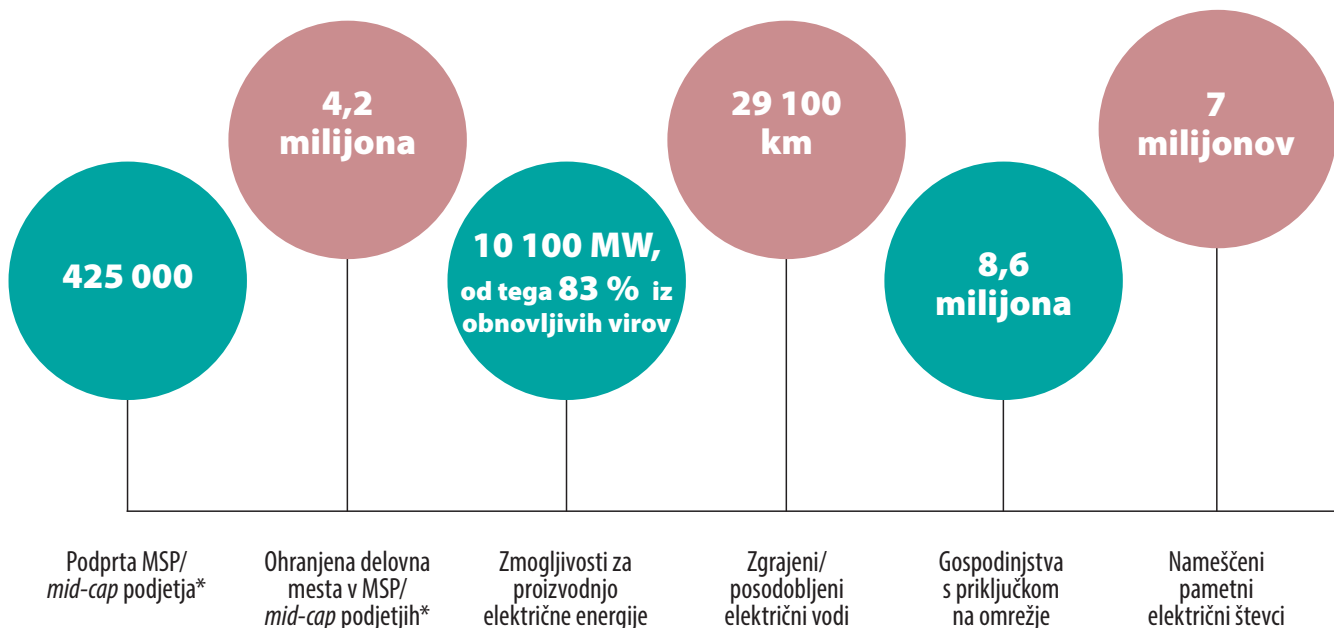 425 000
4,2
milijona
10 100 MW,
od tega 83 % iz
obnovljivih virov
29 100
km
8,6
milijona
7
milijonov
Podprta MSP/
mid-cap podjetja*
Ohranjena delovna
mesta v MSP/
mid-cap podjetjih*
Zmogljivosti za
proizvodnjo
električne energije
Zgrajeni/
posodobljeni
električni vodi
Gospodinjstva
s priključkom
na omrežje
Nameščeni
pametni
električni števci